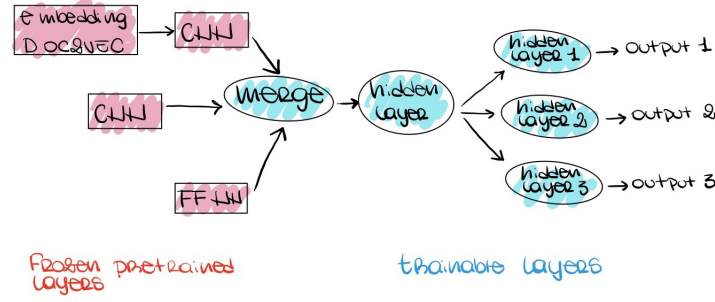 embedding
DOC2VEC
CNN
CNN
FFNN
merge
hidden
layer
hidden
layer 1
output 1
hidden
layer 2
output 2
hidden
layer 3
output 3
Frozen pretrained
layers
trainable layers